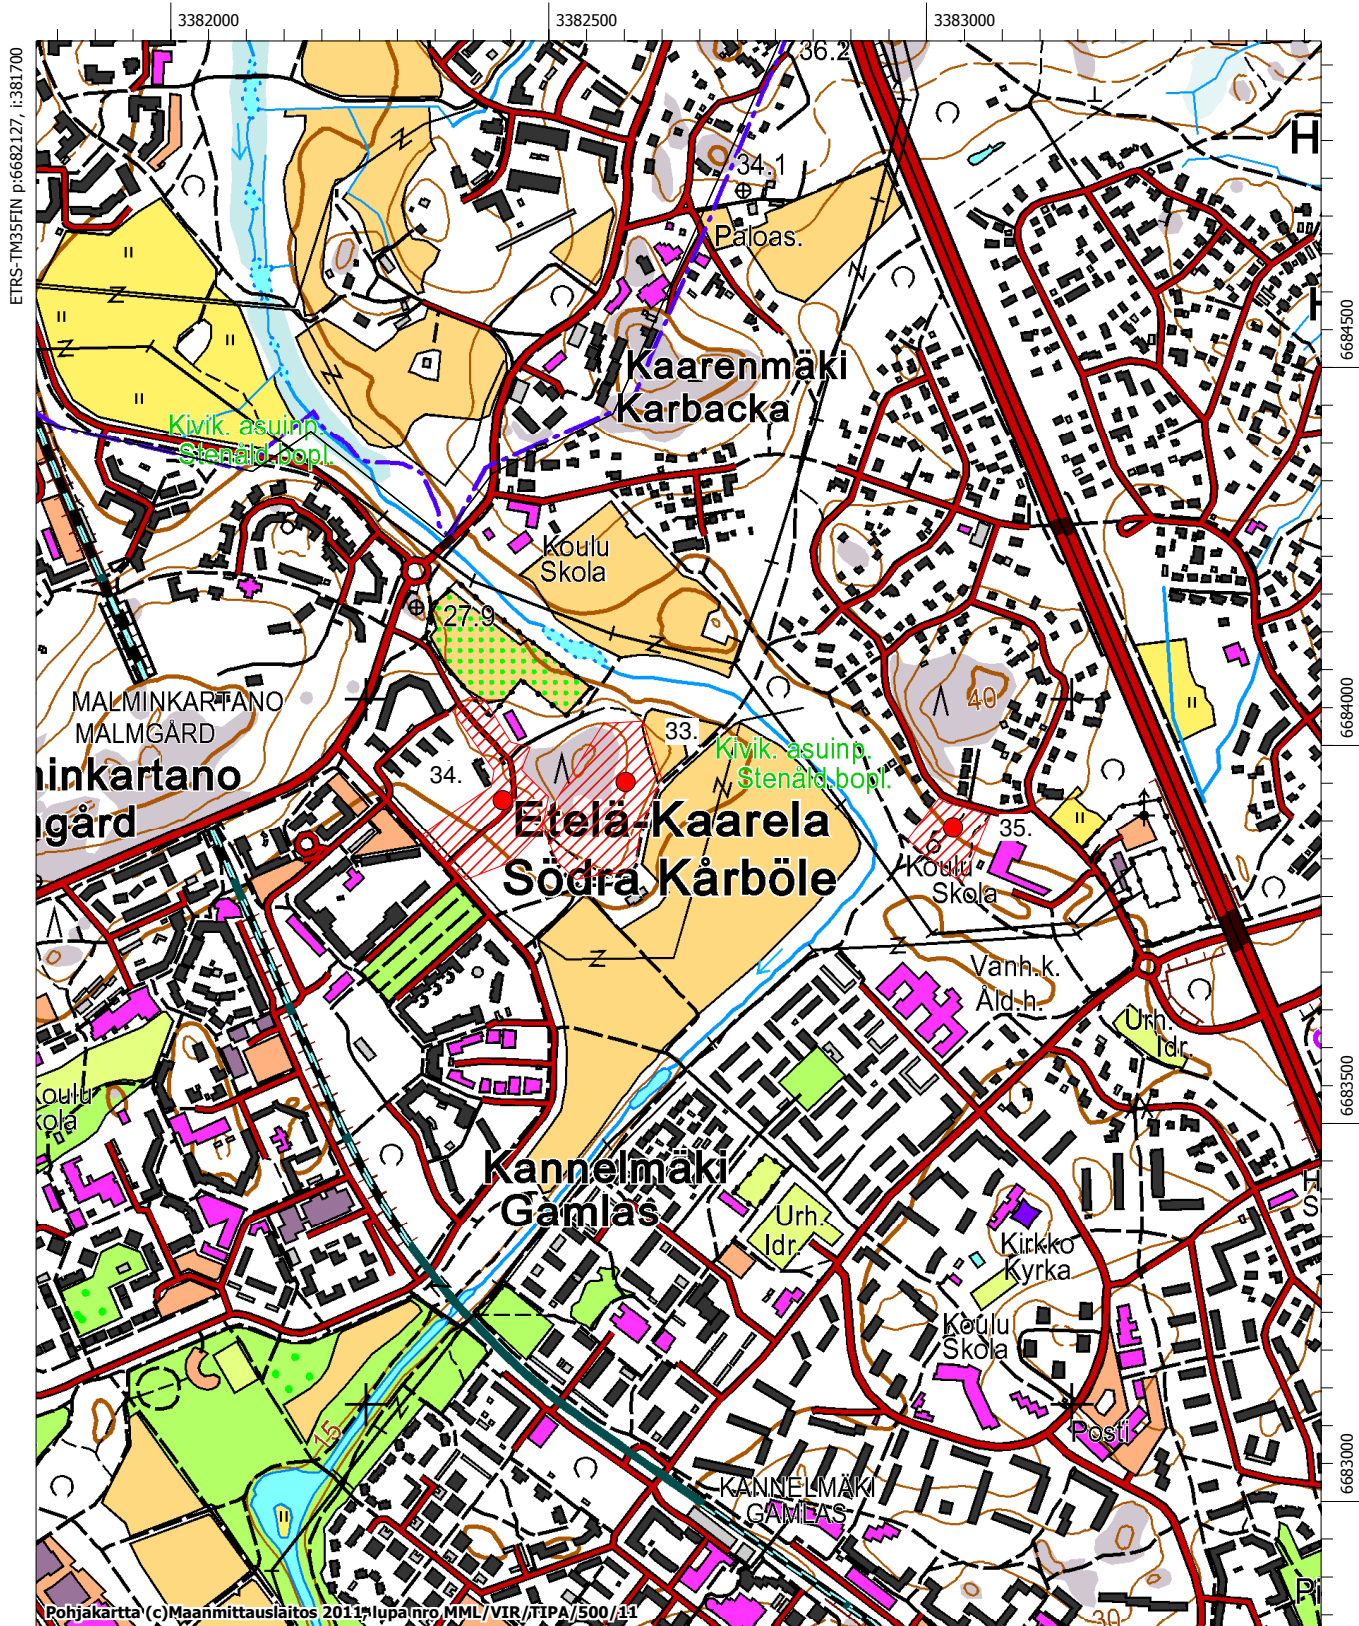 3382000
3382500
3383000
ETRS-TM35FIN p:6682127, i:381700
36.2
H
34.1
Paloas.
6684500
Kaarenmäki
Karbacka
Kivik. asuinp.
Stenåld.bopl.
Koulu
Skola
27.9
MALMINKARTANO
MALMGÅRD
40
6684000
33.
Kivik. asuinp.
Stenåld.bopl.
inkartano
gård
34.
Etelä-Kaarela
Södra Kårböle
35.
Koulu
Skola
Vanh.k.
Åld.h.
Urh.
Idr.
6683500
Koulu
kola
Kannelmäki
Gamlas
H
S
Urh.
Idr.
Kirkko
Kyrka
Koulu
Skola
15
Posti
6683000
KANNELMÄKI
GAMLAS
Pi
30
Pohjakartta (c)Maanmittauslaitos 2011, lupa nro MML/VIR/TIPA/500/11